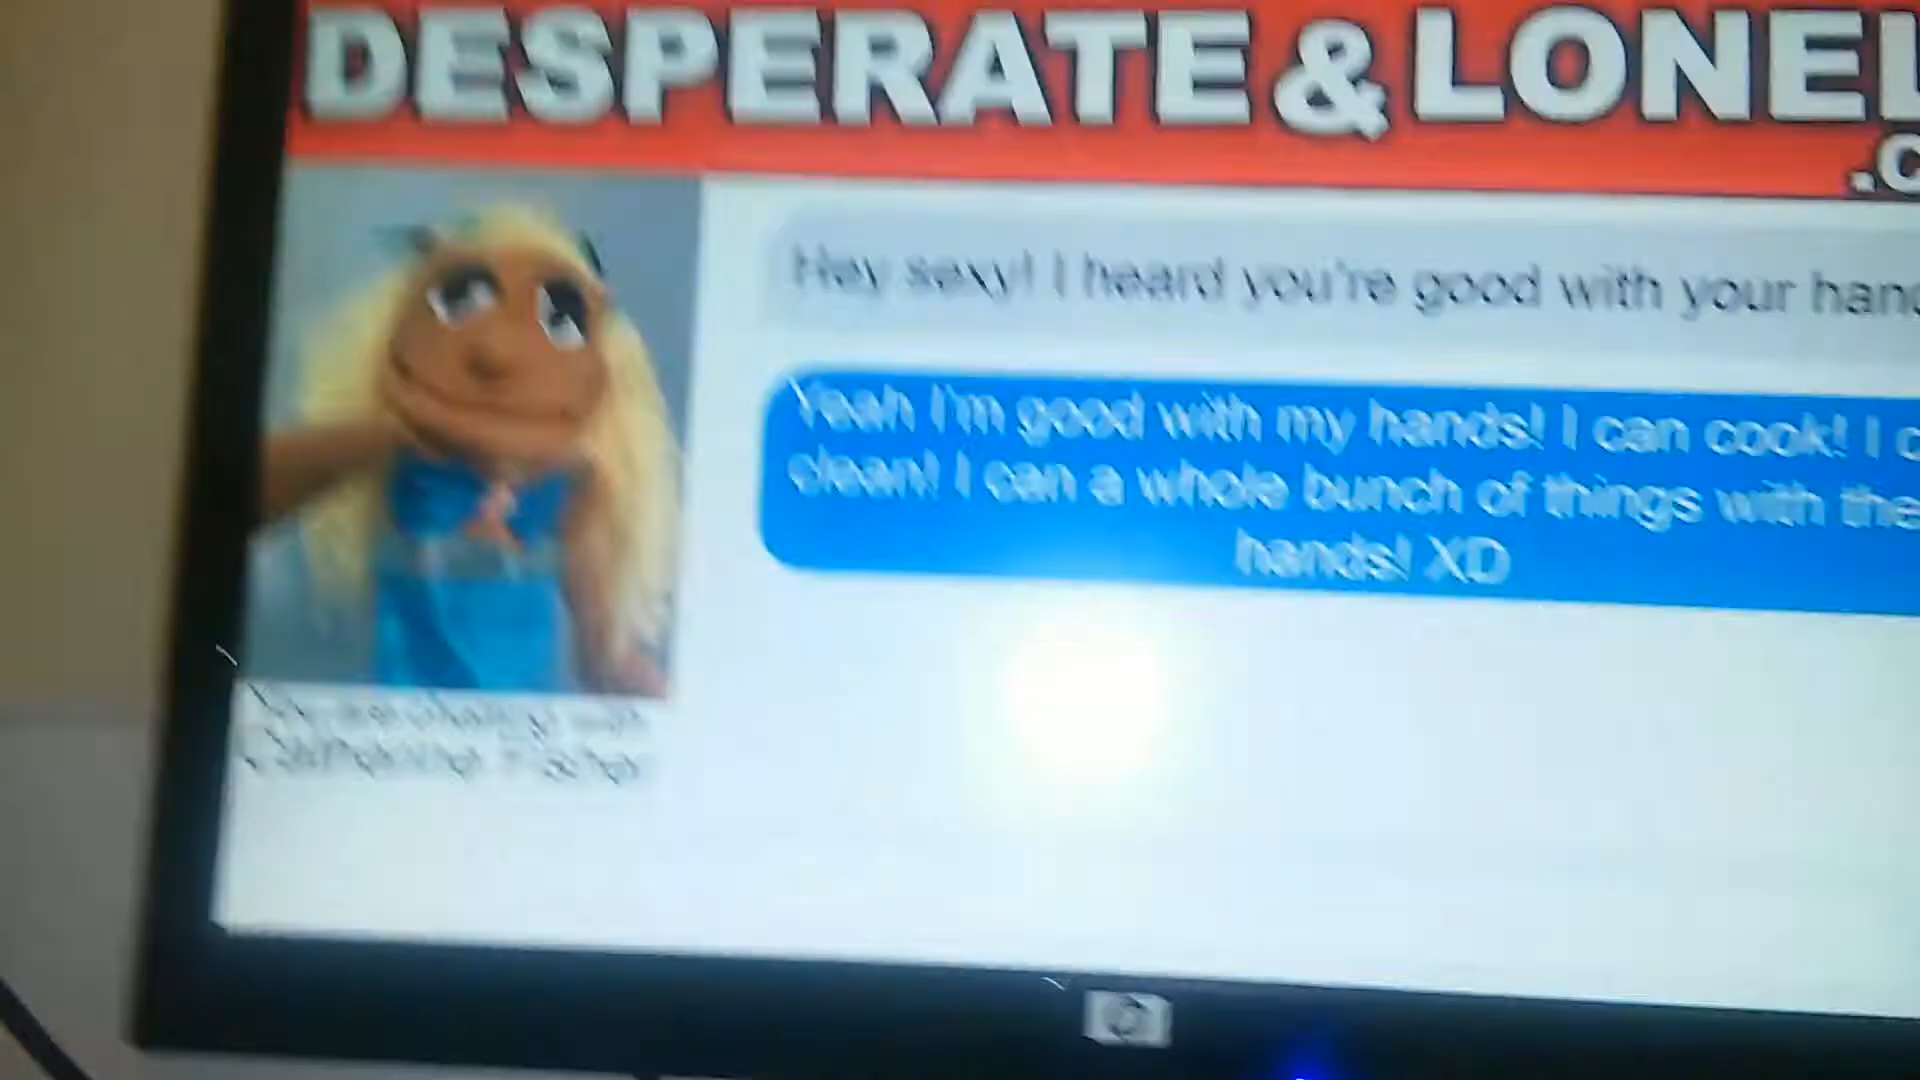 DESPERATE&LONEL
.c
Hey sexy! I heard you're good with your hand
Yeah I'm good with my hands! I can cook! I c
clean! I can a whole bunch of things with the
hands! XD